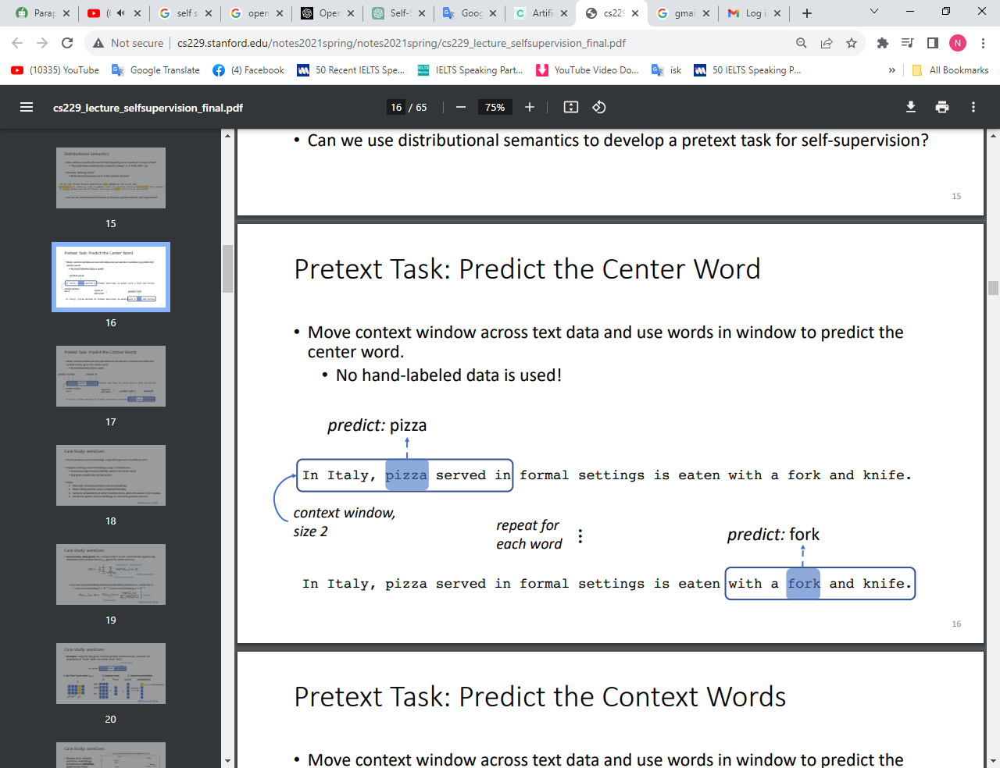 Parap
(
self s
open
Oper
Self-S
Goog
Artifi
cs229
gmai
Log i
Not secure
cs229.stanford.edu/notes2021spring/notes2021spring/cs229_lecture_selfsupervision_final.pdf
N
(10335) YouTube
Google Translate
(4) Facebook
50 Recent IELTS Spe...
IELTS Speaking Part...
YouTube Video Do...
isk
50 IELTS Speaking P...
»
All Bookmarks
cs229_lecture_selfsupervision_final.pdf
16 / 65
75%
Distributional Semantics
15
Pretext Task: Predict the Center Word
16
Pretext Task: Predict the Context Words
17
Case Study: word2vec
18
Case Study: word2vec
19
Case Study: word2vec
20
Case Study: word2vec
• Can we use distributional semantics to develop a pretext task for self-supervision?
15
Pretext Task: Predict the Center Word
• Move context window across text data and use words in window to predict the
center word.
• No hand-labeled data is used!
predict: pizza
In Italy, pizza served in formal settings is eaten with a fork and knife.
context window,
size 2
repeat for
each word
predict: fork
In Italy, pizza served in formal settings is eaten with a fork and knife.
16
Pretext Task: Predict the Context Words
• Move context window across text data and use words in window to predict the